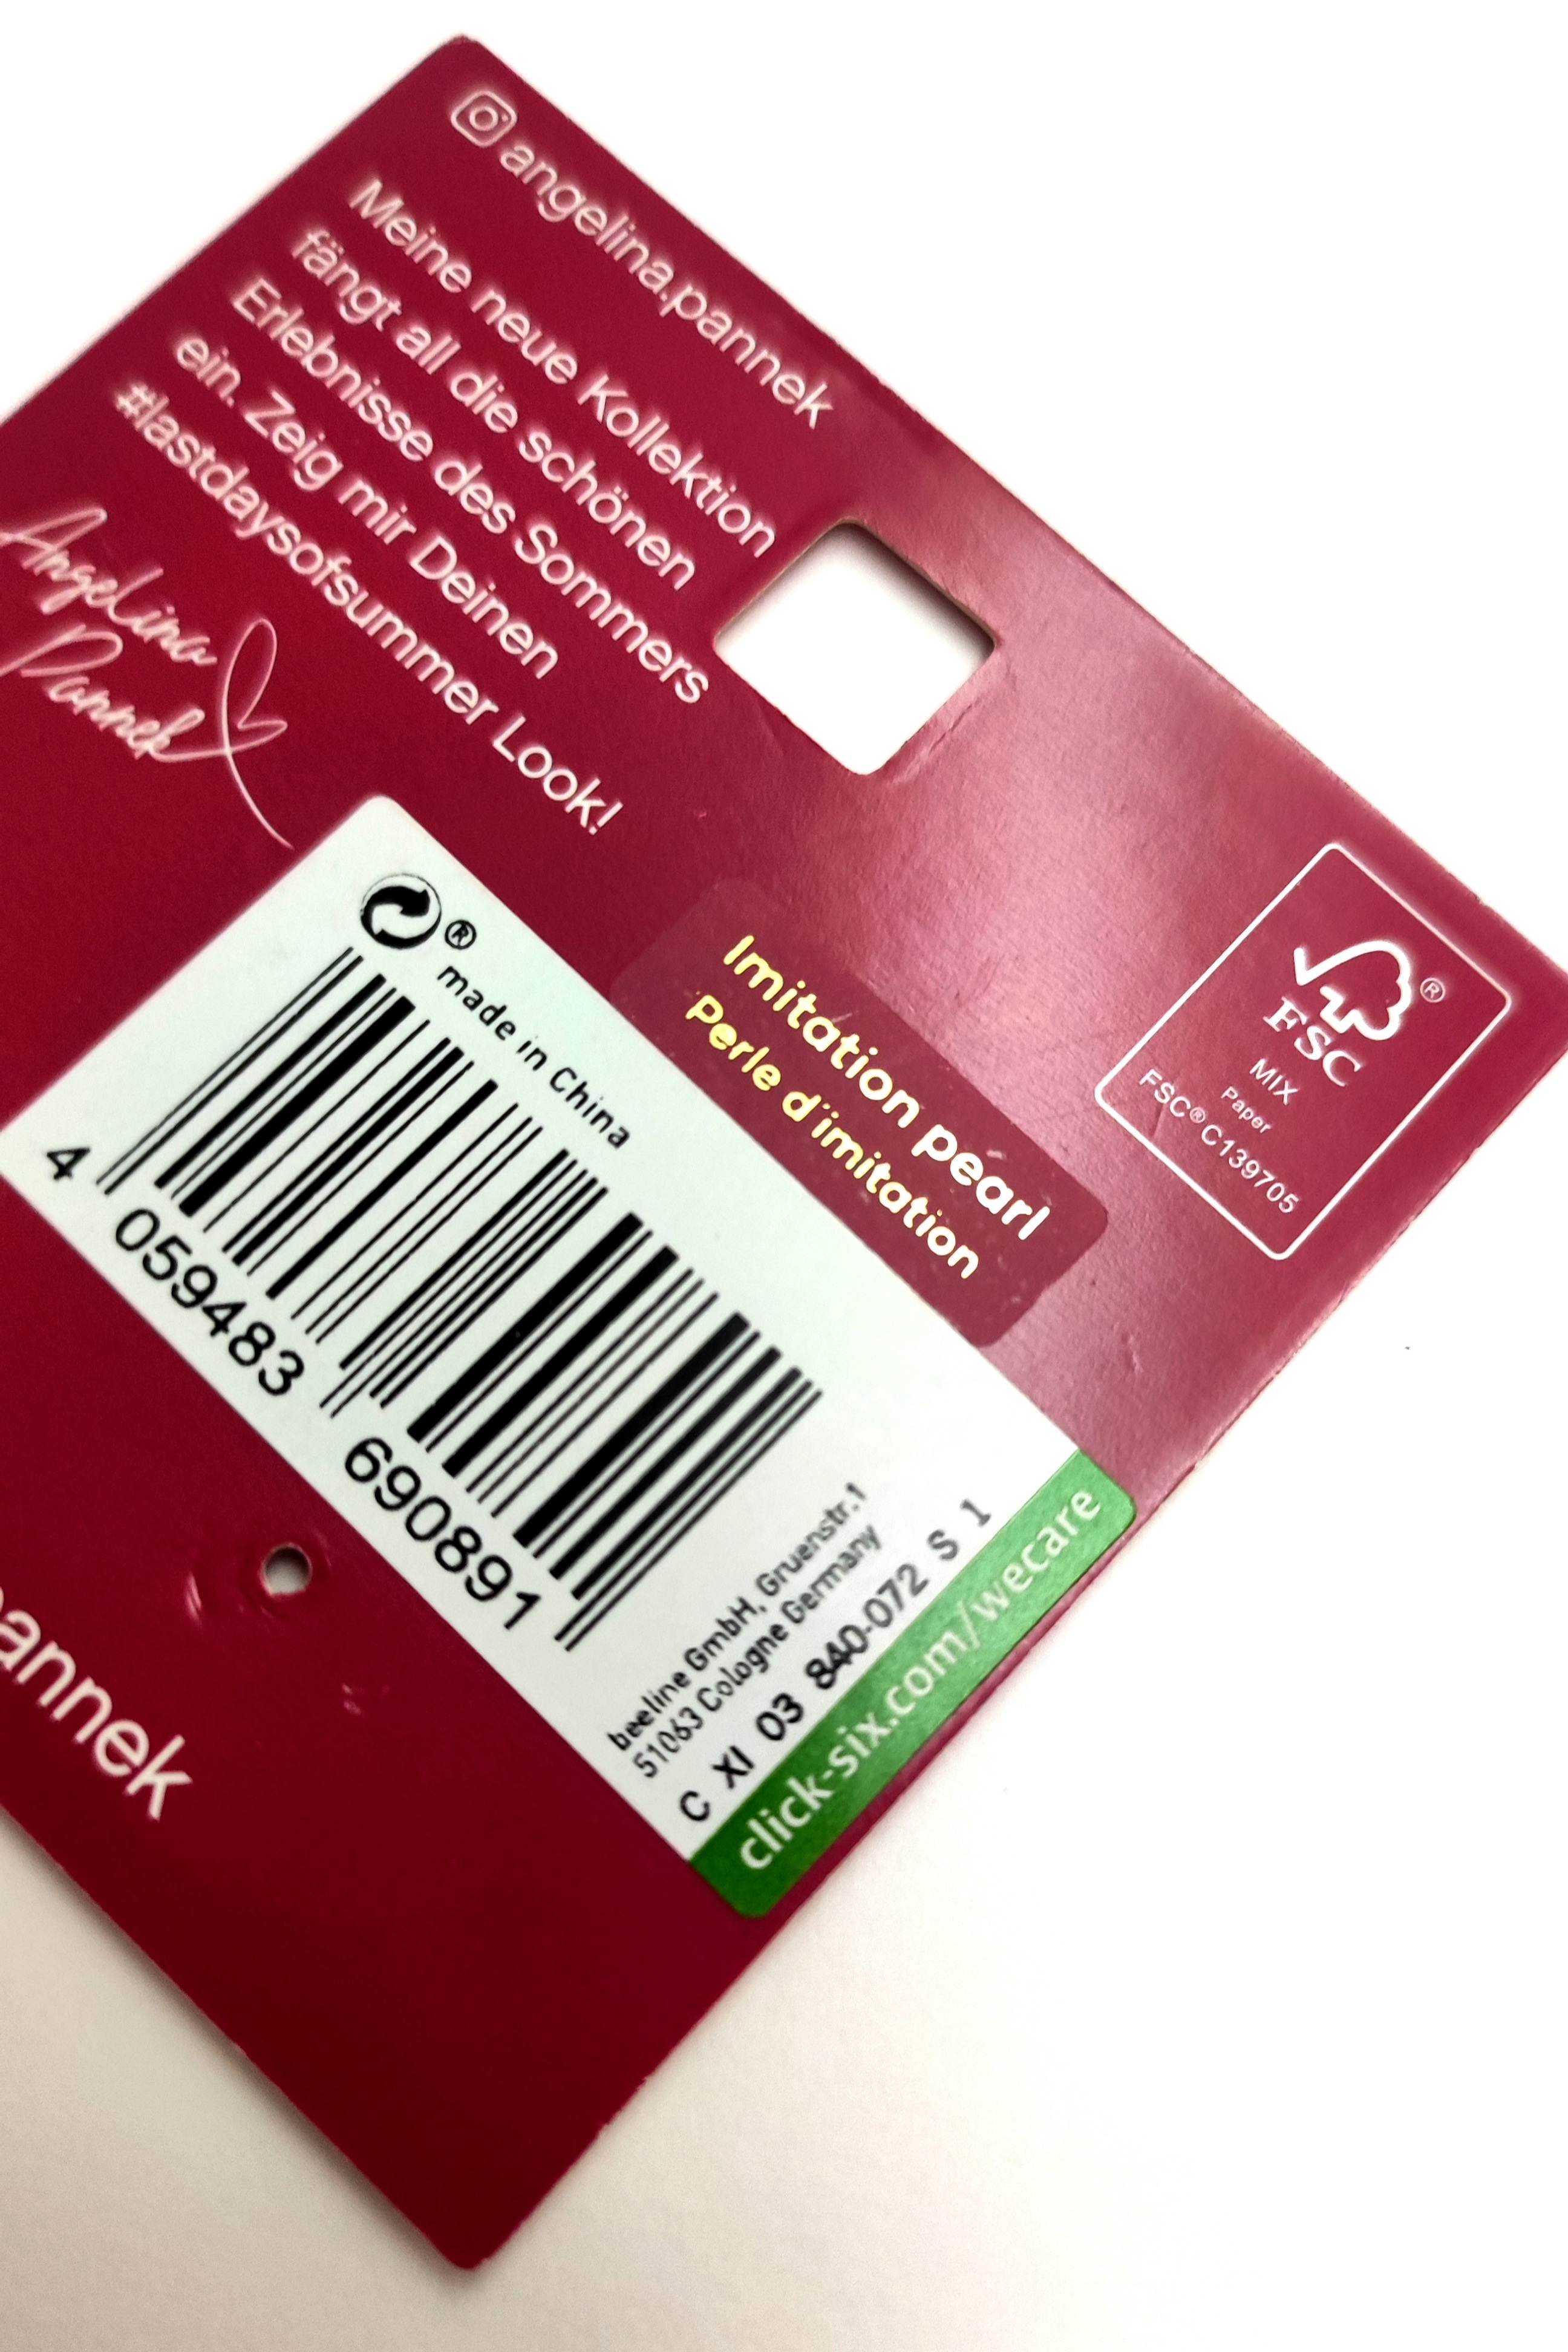 angelina.pannek
Meine neue Kollektion
fängt all die schönen
Erlebnisse des Sommers
ein. Zeig mir Deinen
#lastdaysofsummer Look!
Angelina
Pannek
® made in China
4 059483 690891
beeline GmbH, Gruenstr.1
51063 Cologne Germany
C XI 03 840-072 S 1
click-six.com/wecare
Imitation pearl
Perle d'imitation
®
FSC
MIX
Paper
FSC® C139705
pannek